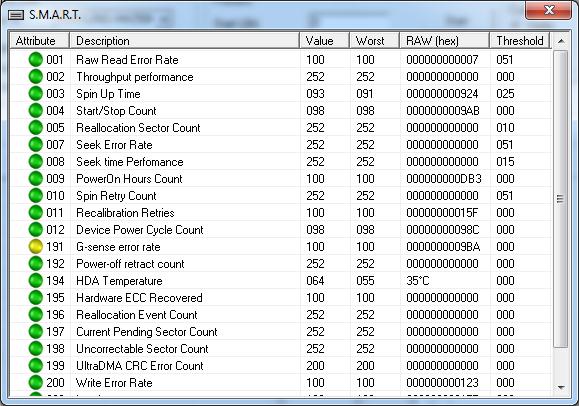 S.M.A.R.T.
Attribute Description Value Worst RAW (hex) Threshold
001 Raw Read Error Rate 100 100 000000000007 051
002 Throughput performance 252 252 000000000000 000
003 Spin Up Time 093 091 000000000924 025
004 Start/Stop Count 098 098 0000000009AB 000
005 Reallocation Sector Count 252 252 000000000000 010
007 Seek Error Rate 252 252 000000000000 051
008 Seek time Perfomance 252 252 000000000000 015
009 PowerOn Hours Count 100 100 000000000DB3 000
010 Spin Retry Count 252 252 000000000000 051
011 Recalibration Retries 100 100 00000000015F 000
012 Device Power Cycle Count 098 098 00000000098C 000
191 G-sense error rate 100 100 0000000009BA 000
192 Power-off retract count 252 252 000000000000 000
194 HDA Temperature 064 055 35°C 000
195 Hardware ECC Recovered 100 100 000000000000 000
196 Reallocation Event Count 252 252 000000000000 000
197 Current Pending Sector Count 252 252 000000000000 000
198 Uncorrectable Sector Count 252 252 000000000000 000
199 UltraDMA CRC Error Count 200 200 000000000000 000
200 Write Error Rate 100 100 000000000123 000